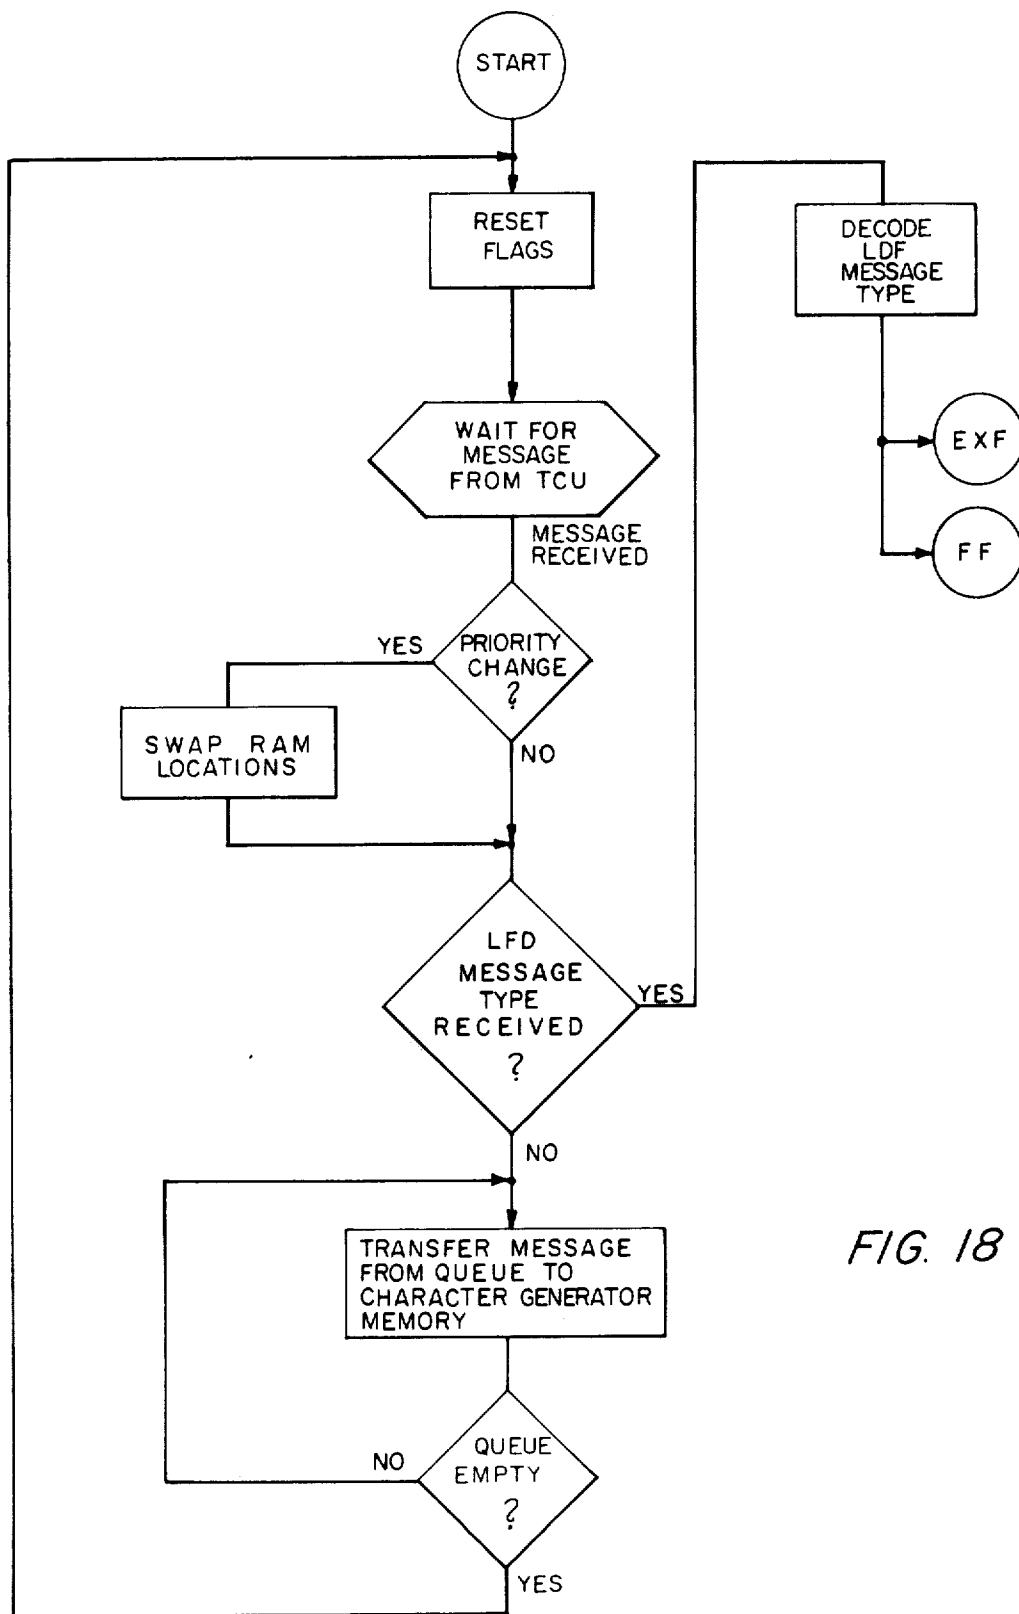 START
RESET
FLAGS
DECODE
LDF
MESSAGE
TYPE
WAIT FOR
MESSAGE
FROM TCU
EXF
FF
MESSAGE
RECEIVED
YES
PRIORITY
CHANGE
?
SWAP RAM
LOCATIONS
NO
LFD
MESSAGE
TYPE
RECEIVED
?
YES
NO
TRANSFER MESSAGE
FROM QUEUE TO
CHARACTER GENERATOR
MEMORY
FIG. 18
NO
QUEUE
EMPTY
?
YES